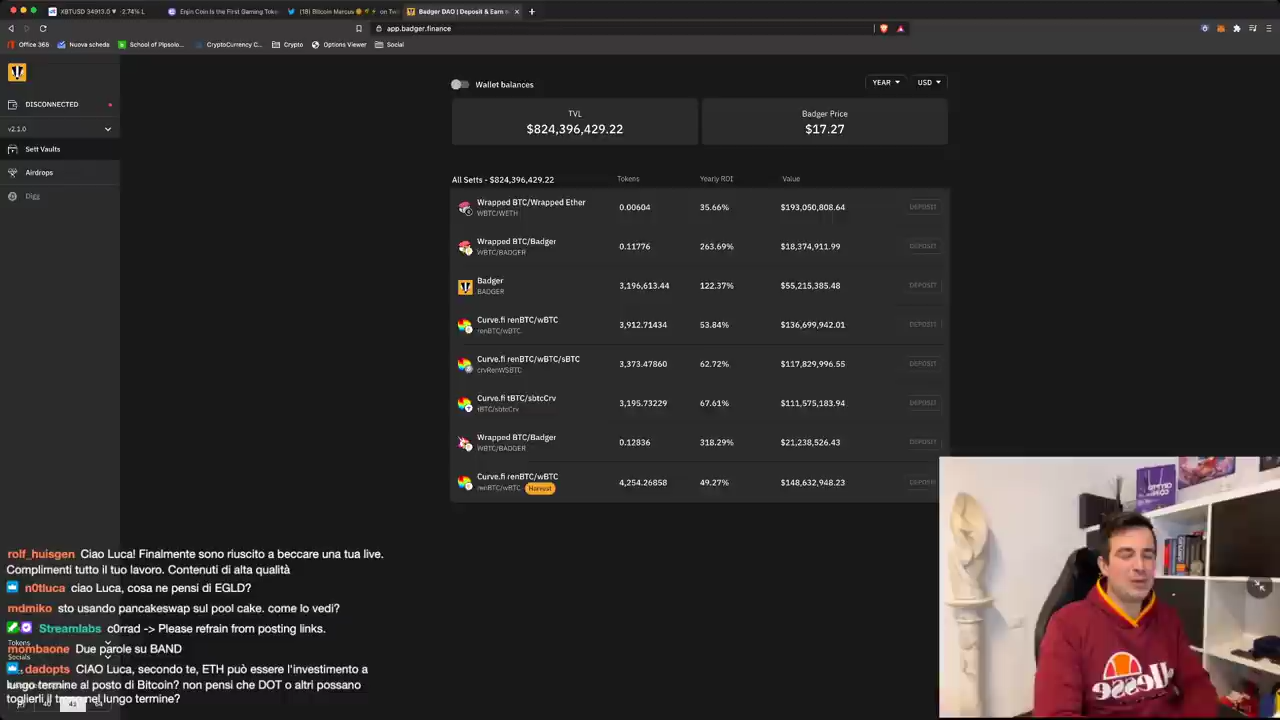 XBTUSD 34913.0 ▼ -2.74% L
Enjin Coin Is the First Gaming Token
(18) Bitcoin Marcus
on Tw
Badger DAO | Deposit & Earn
app.badger.finance
Office 365
Nuova scheda
School of Pipsolo...
CryptoCurrency C...
Crypto
Options Viewer
Social
Wallet balances
YEAR
USD
DISCONNECTED
TVL
Badger Price
v2.1.0
$824,396,429.22
$17.27
Sett Vaults
Airdrops
Digg
All Setts - $824,396,429.22
Tokens
Yearly ROI
Value
Wrapped BTC/Wrapped Ether
WBTC/WETH
0.00604
35.66%
$193,050,808.64
DEPOSIT
Wrapped BTC/Badger
WBTC/BADGER
0.11776
263.69%
$18,374,911.99
DEPOSIT
Badger
BADGER
3,196,613.44
122.37%
$55,215,385.48
DEPOSIT
Curve.fi renBTC/wBTC
renBTC/wBTC
3,912.71434
53.84%
$136,699,942.01
DEPOSIT
Curve.fi renBTC/wBTC/sBTC
crvRenWSBTC
3,373.47860
62.72%
$117,829,996.55
DEPOSIT
Curve.fi tBTC/sbtcCrv
tBTC/sbtcCrv
3,195.73229
67.61%
$111,575,183.94
DEPOSIT
Wrapped BTC/Badger
WBTC/BADGER
0.12836
318.29%
$21,238,526.43
DEPOSIT
Curve.fi renBTC/wBTC
renBTC/wBTC
Harvest
4,254.26858
49.27%
$148,632,948.23
DEPOSI
rolf_huisgen Ciao Luca! Finalmente sono riuscito a beccare una tua live.
Complimenti tutto il tuo lavoro. Contenuti di alta qualità
n0tluca ciao Luca, cosa ne pensi di EGLD?
mdmiko sto usando pancakeswap sul pool cake. come lo vedi?
Streamlabs c0rrad -> Please refrain from posting links.
Tokens
mombaone Due parole su BAND
Socials
dadopts CIAO Luca, secondo te, ETH può essere l'investimento a
lungo termine al posto di Bitcoin? non pensi che DOT o altri possano
toglierli il trono nel lungo termine?
ellesse